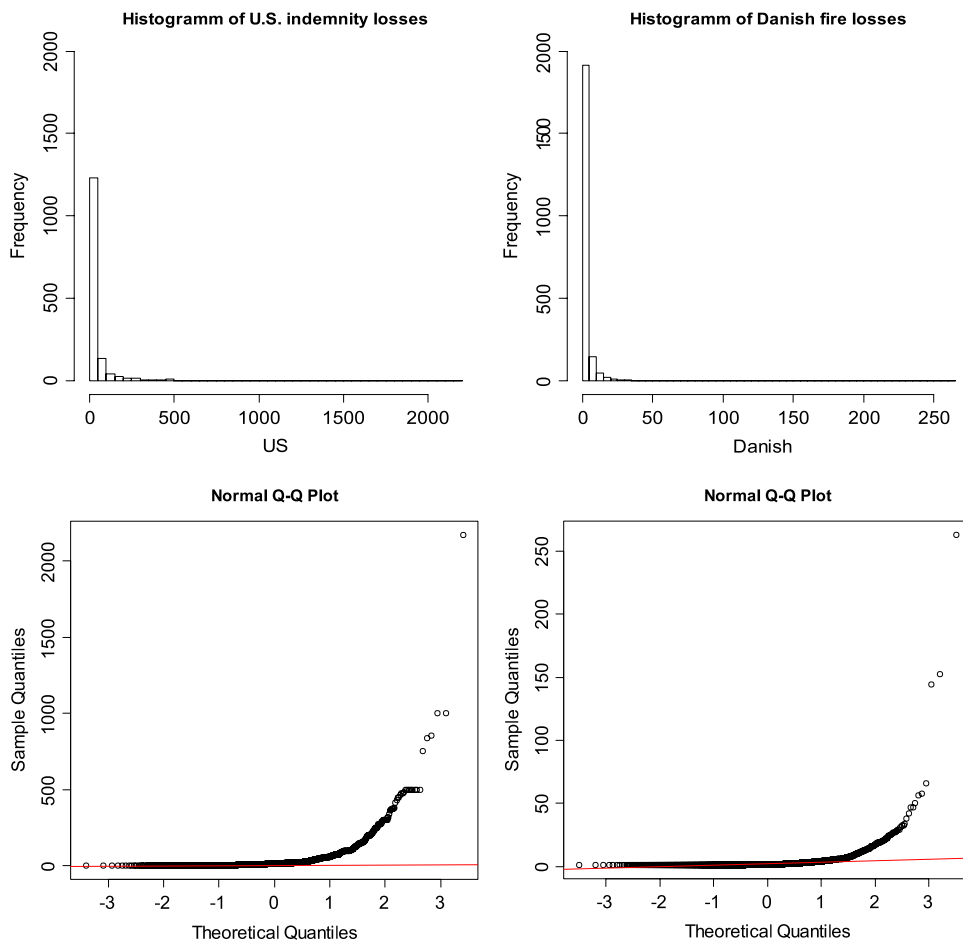 Histogramm of U.S. indemnity losses
Frequency
2000
1500
1000
500
0
0 500 1000 1500 2000
US
Histogramm of Danish fire losses
Frequency
2000
1500
1000
500
0
0 50 100 150 200 250
Danish
Normal Q-Q Plot
Sample Quantiles
2000
1500
1000
500
0
-3 -2 -1 0 1 2 3
Theoretical Quantiles
Normal Q-Q Plot
Sample Quantiles
250
200
150
100
50
0
-3 -2 -1 0 1 2 3
Theoretical Quantiles